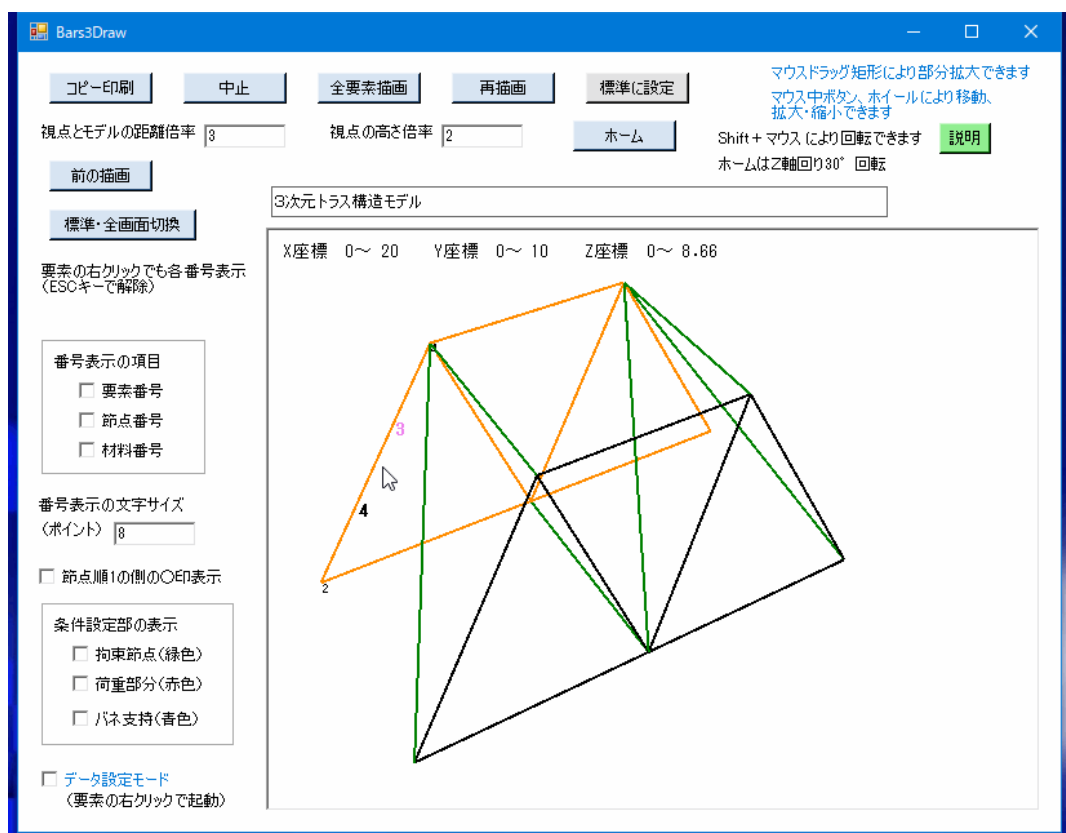 Bars3Draw
コピー印刷 中止 全要素描画 再描画 標準に設定
マウスドラッグ矩形により部分拡大できます
マウス中ボタン、ホイールにより移動、
拡大・縮小できます
視点とモデルの距離倍率 3 視点の高さ倍率 2 ホーム
Shift+マウスにより回転できます 説明
ホームはZ軸回り30° 回転
前の描画
3次元トラス構造モデル
標準・全画面切換
要素の右クリックでも各番号表示
(ESCキーで解除)
X座標 0～ 20 Y座標 0～ 10 Z座標 0～ 8.66
番号表示の項目
要素番号
節点番号
材料番号
3
4
2
番号表示の文字サイズ
(ポイント) 8
節点順1の側の〇印表示
条件設定部の表示
拘束節点(緑色)
荷重部分(赤色)
バネ支持(青色)
データ設定モード
(要素の右クリックで起動)